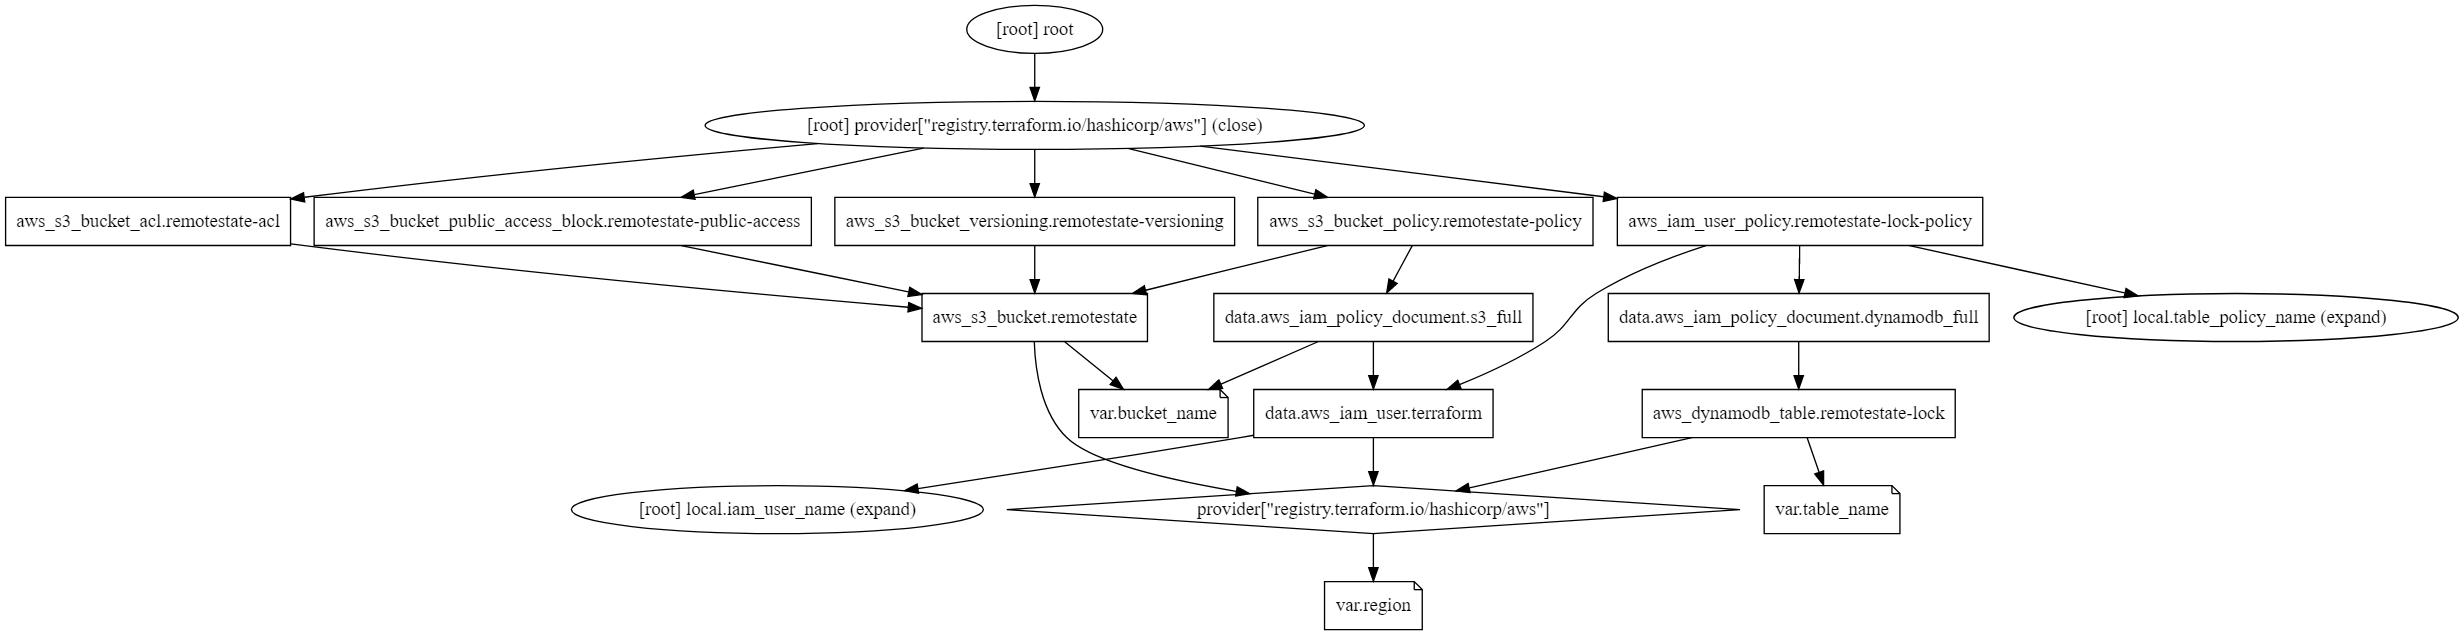 [root] root
[root] provider["registry.terraform.io/hashicorp/aws"] (close)
aws_s3_bucket_acl.remotestate-acl
aws_s3_bucket_public_access_block.remotestate-public-access
aws_s3_bucket_versioning.remotestate-versioning
aws_s3_bucket_policy.remotestate-policy
aws_iam_user_policy.remotestate-lock-policy
aws_s3_bucket.remotestate
data.aws_iam_policy_document.s3_full
data.aws_iam_policy_document.dynamodb_full
[root] local.table_policy_name (expand)
var.bucket_name
data.aws_iam_user.terraform
aws_dynamodb_table.remotestate-lock
[root] local.iam_user_name (expand)
provider["registry.terraform.io/hashicorp/aws"]
var.table_name
var.region